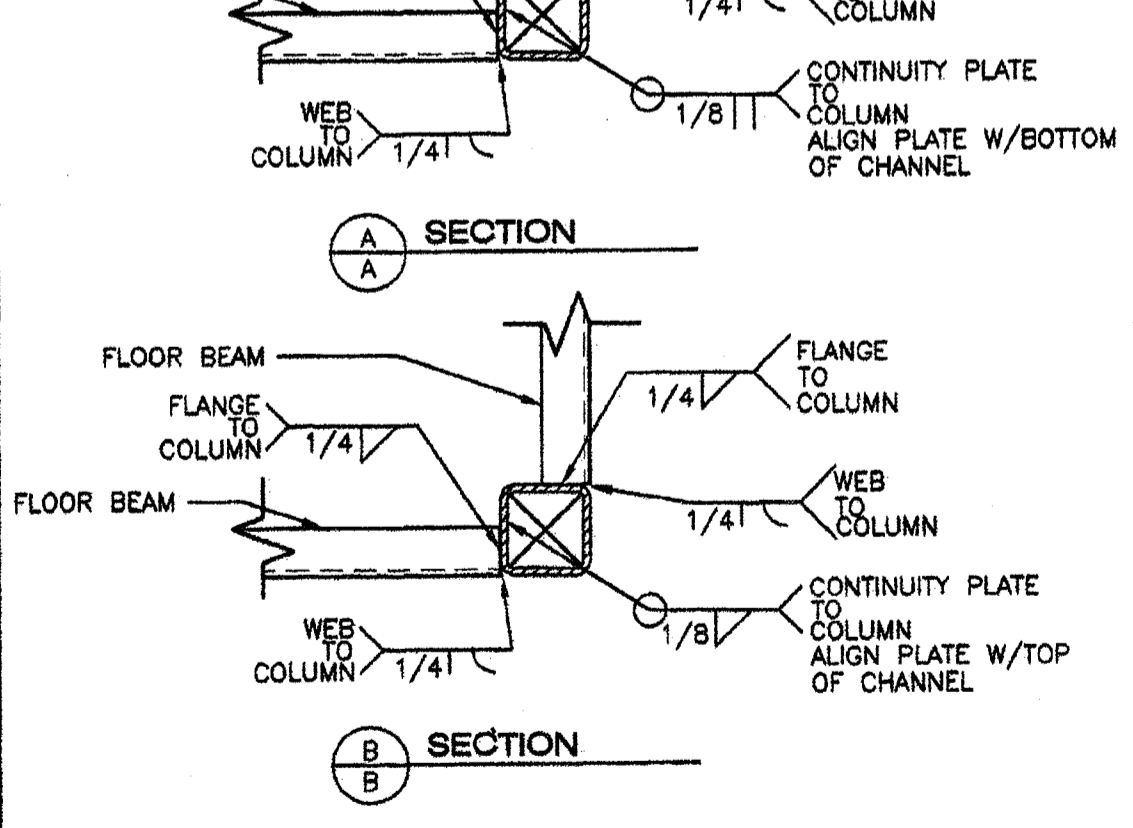 1/4
COLUMN
CONTINUITY PLATE
TO
COLUMN
ALIGN PLATE W/BOTTOM
OF CHANNEL
1/8
WEB
TO
COLUMN
1/4
A
A
SECTION
FLOOR BEAM
FLANGE
TO
COLUMN
1/4
FLANGE
TO
COLUMN
1/4
FLOOR BEAM
WEB
TO
COLUMN
1/4
CONTINUITY PLATE
TO
COLUMN
ALIGN PLATE W/TOP
OF CHANNEL
1/8
WEB
TO
COLUMN
1/4
B
B
SECTION